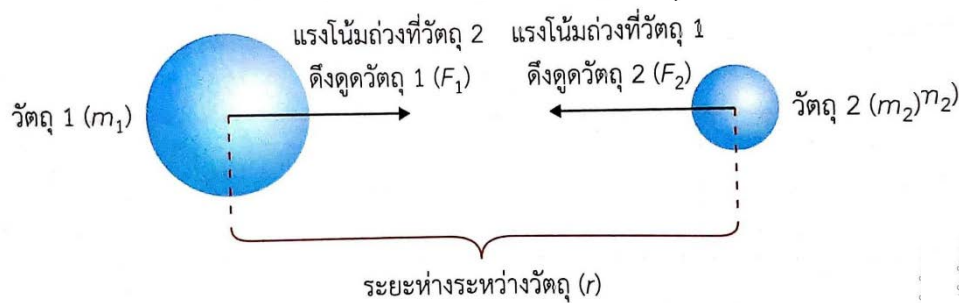 แรงโน้มถ่วงที่วัตถุ 2
ดึงดูดวัตถุ 1 (F₁)
แรงโน้มถ่วงที่วัตถุ 1
ดึงดูดวัตถุ 2 (F₂)
วัตถุ 1 (m₁)
วัตถุ 2 (m₂)m₂)
ระยะห่างระหว่างวัตถุ (r)